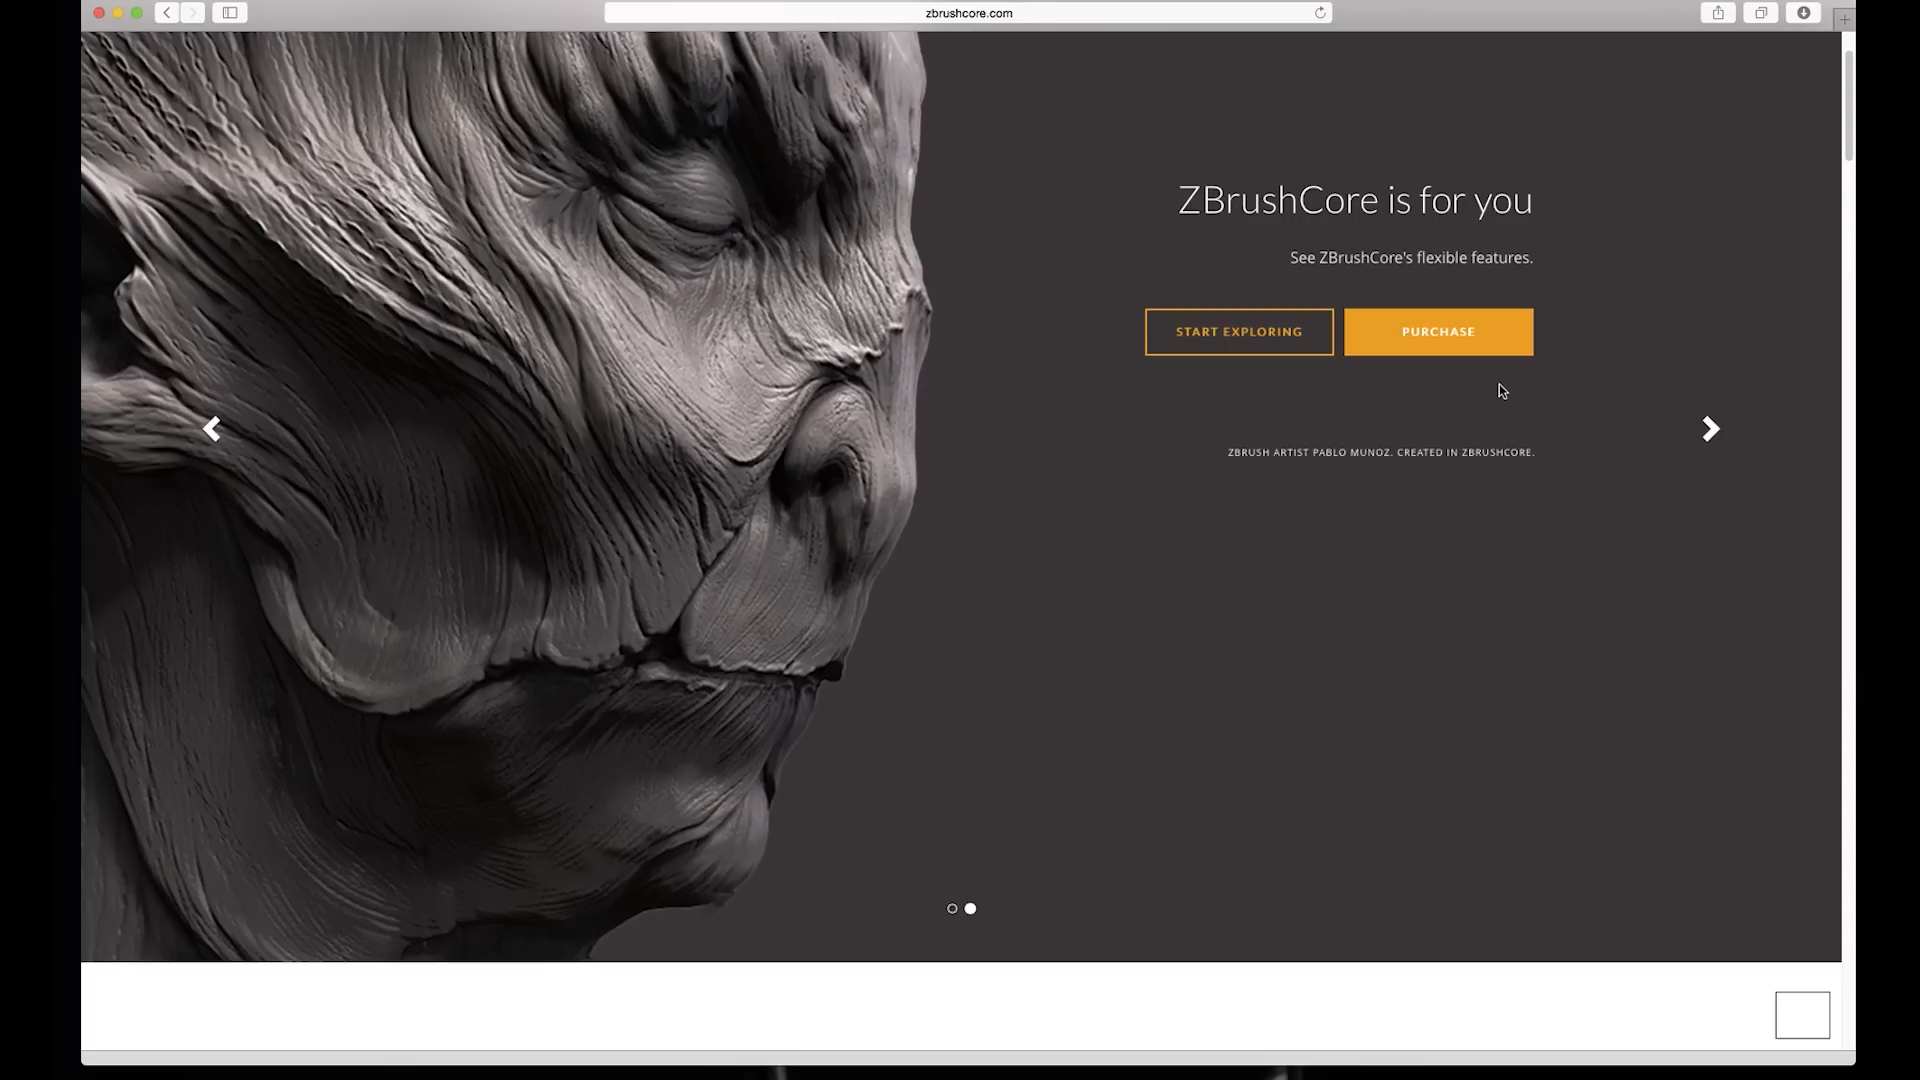 zbrushcore.com
ZBrushCore is for you
See ZBrushCore's flexible features.
START EXPLORING
PURCHASE
ZBRUSH ARTIST PABLO MUNOZ. CREATED IN ZBRUSHCORE.